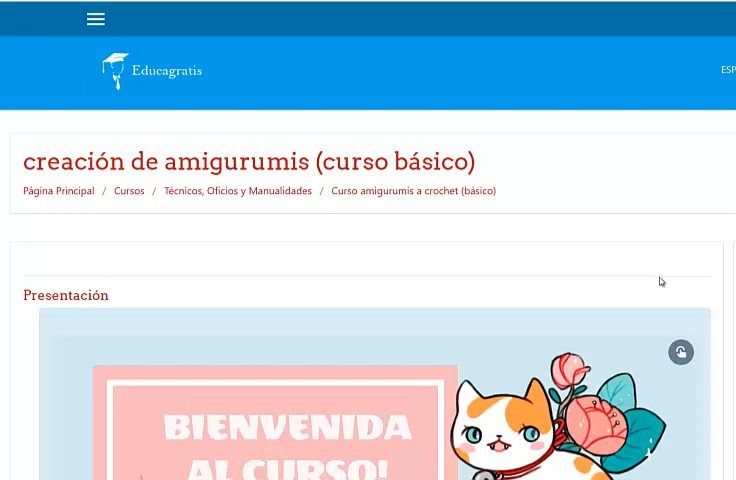 Educagratis
ESP
creación de amigurumis (curso básico)
Página Principal / Cursos / Técnicos, Oficios y Manualidades / Curso amigurumis a crochet (básico)
Presentación
BIENVENIDA
AL CURSO!